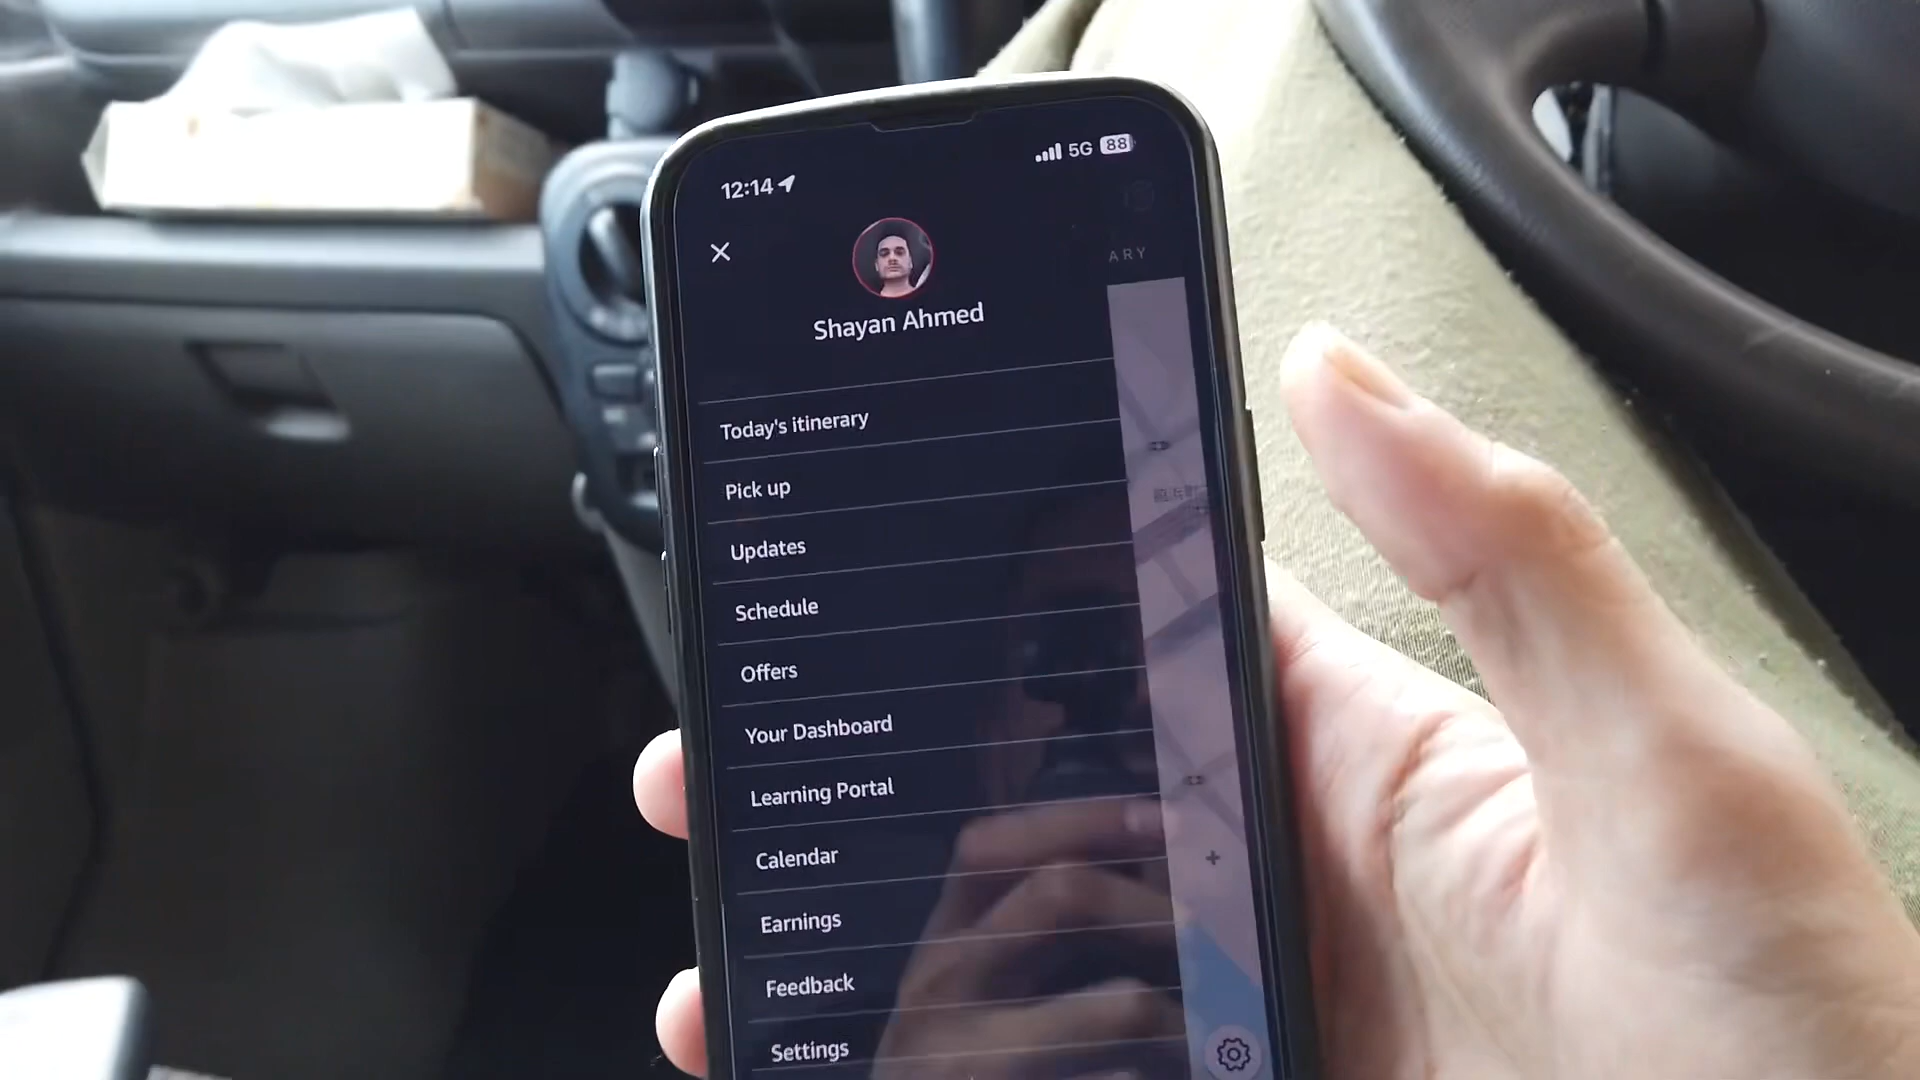 12:14
5G 88
ARY
Shayan Ahmed
Today's itinerary
Pick up
Updates
Schedule
Offers
Your Dashboard
Learning Portal
Calendar
Earnings
Feedback
Settings